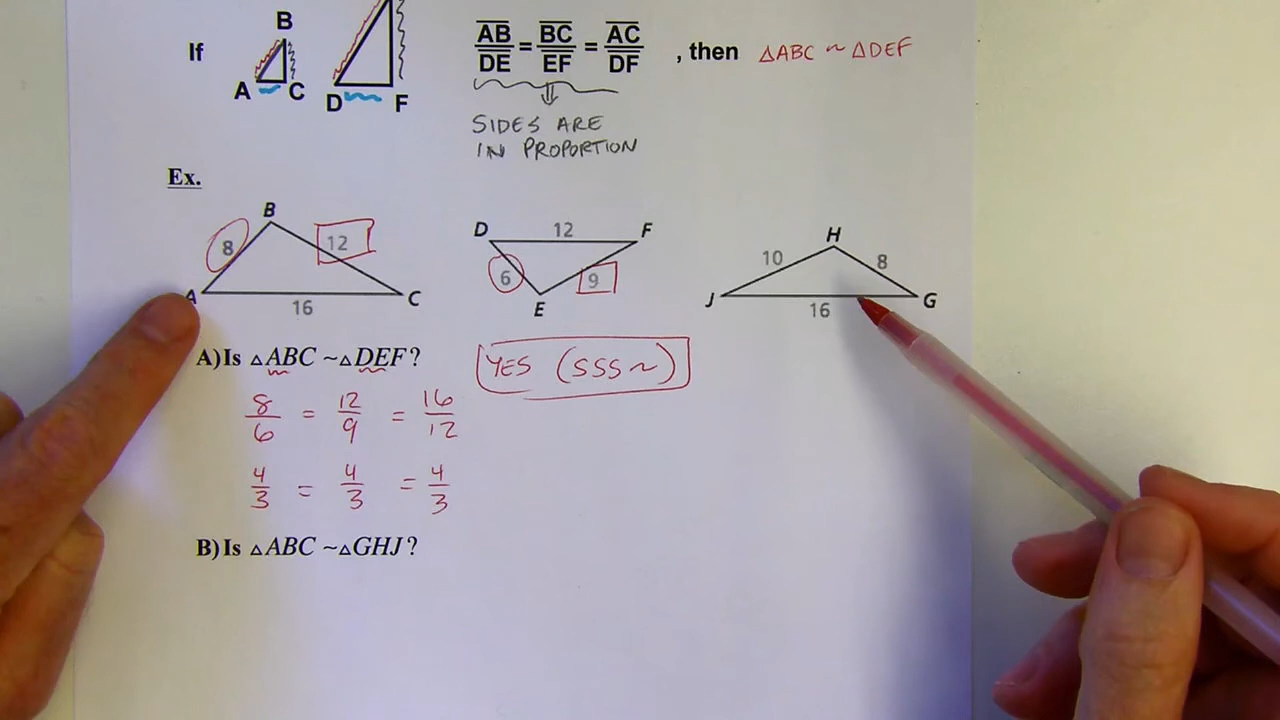 B
F
If
A C D F
AB/DE = BC/EF = AC/DF , then △ABC ~ △DEF
SIDES ARE
IN PROPORTION
Ex.
B
8 12
A C
16
D 12 F
6 9
E
H
10 8
J G
16
A) Is △ABC ~ △DEF?
YES (SSS~)
8/6 = 12/9 = 16/12
4/3 = 4/3 = 4/3
B) Is △ABC ~ △GHJ?